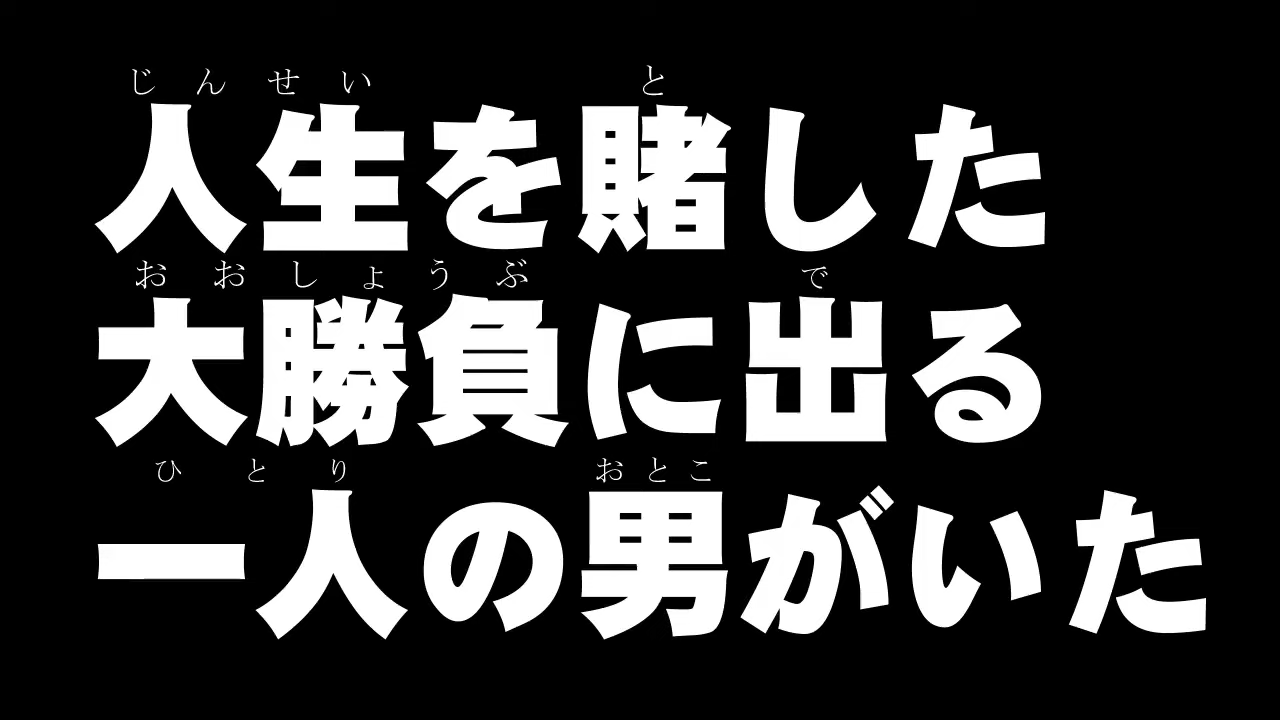 じんせい と
人生を賭した
おおしょうぶ で
大勝負に出る
ひとり おとこ
一人の男がいた